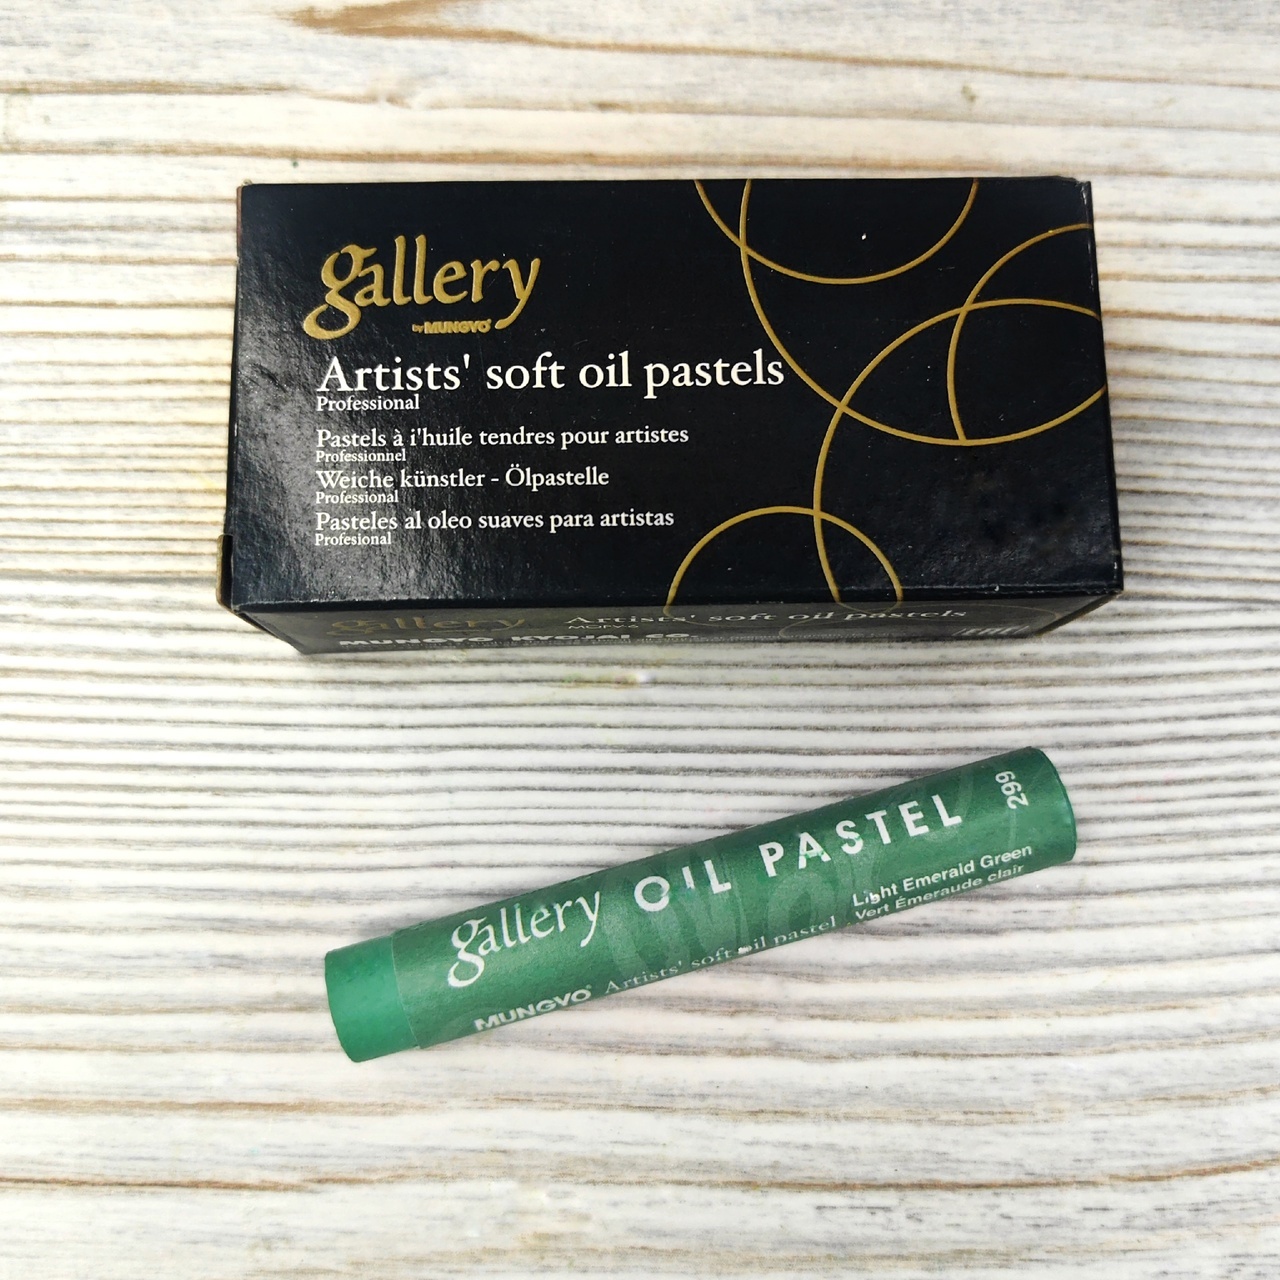 gallery
by MUNGYO®
Artists' soft oil pastels
Professional
Pastels à i'huile tendres pour artistes
Professionnel
Weiche künstler - Ölpastelle
Professional
Pasteles al oleo suaves para artistas
Profesional
gallery Artists' soft oil pastels
MUNGYO
gallery OIL PASTEL 299
MUNGYO® Artists' soft oil pastel
Light Emerald Green
Vert Émeraude clair